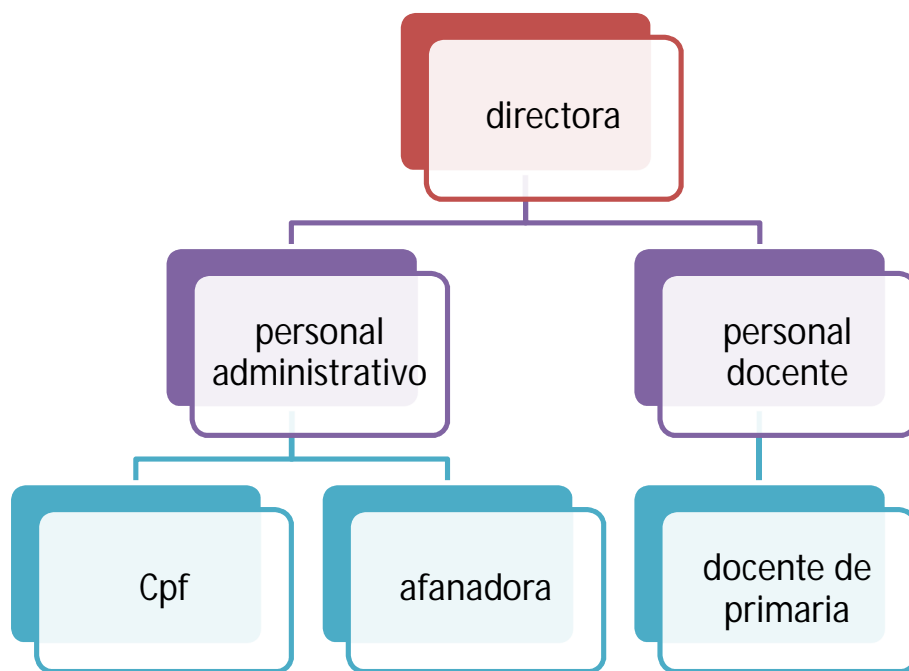 directora
personal
administrativo
personal
docente
Cpf
afanadora
docente de
primaria